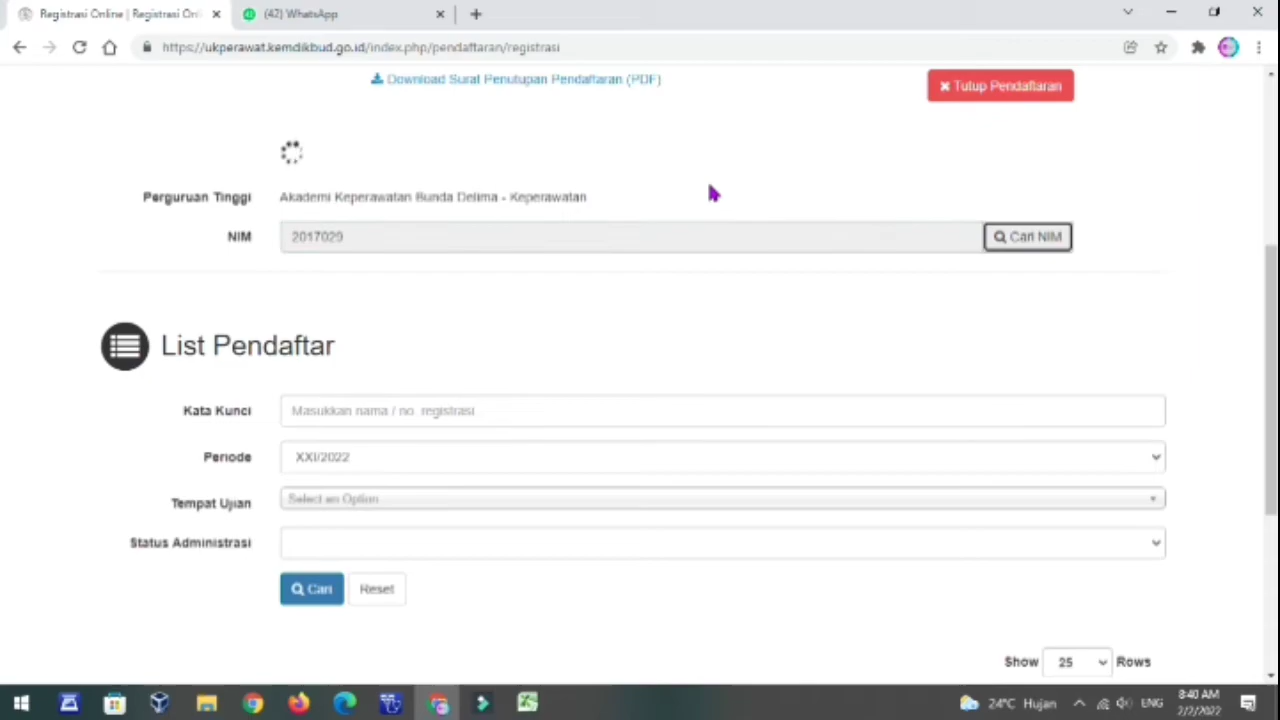 Registrasi Online | Registrasi Onl
(42) WhatsApp
https://ukperawat.kemdikbud.go.id/index.php/pendaftaran/registrasi
Download Surat Penutupan Pendaftaran (PDF)
Tutup Pendaftaran
Perguruan Tinggi
Akademi Keperawatan Bunda Delima - Keperawatan
NIM
2017029
Cari NIM
List Pendaftar
Kata Kunci
Masukkan nama / no. registrasi
Periode
XXI/2022
Tempat Ujian
Select an Option
Status Administrasi
Cari
Reset
Show 25 Rows
24°C Hujan
ENG
8:40 AM
2/2/2022